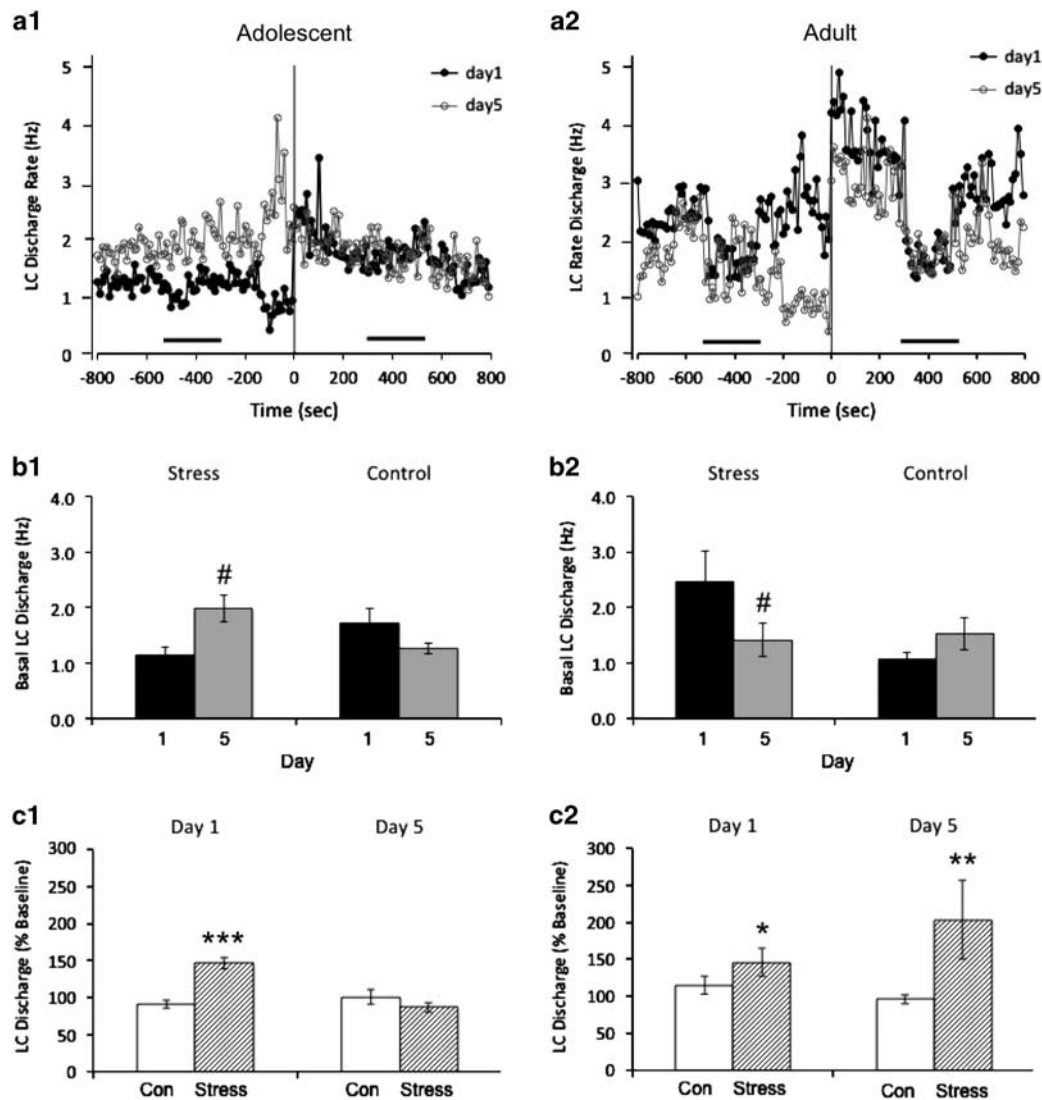 a1
Adolescent
5
4
3
2
1
0
LC Discharge Rate (Hz)
day1
day5
-800 -600 -400 -200 0 200 400 600 800
Time (sec)
a2
Adult
5
4
3
2
1
0
LC Rate Discharge (Hz)
day1
day5
-800 -600 -400 -200 0 200 400 600 800
Time (sec)
b1
Stress Control
4.0
3.0
2.0
1.0
0.0
Basal LC Discharge (Hz)
#
1 5 1 5
Day
b2
Stress Control
4.0
3.0
2.0
1.0
0.0
Basal LC Discharge (Hz)
#
1 5 1 5
Day
c1
Day 1 Day 5
300
250
200
150
100
50
0
LC Discharge (% Baseline)
***
Con Stress Con Stress
c2
Day 1 Day 5
300
250
200
150
100
50
0
LC Discharge (% Baseline)
* **
Con Stress Con Stress